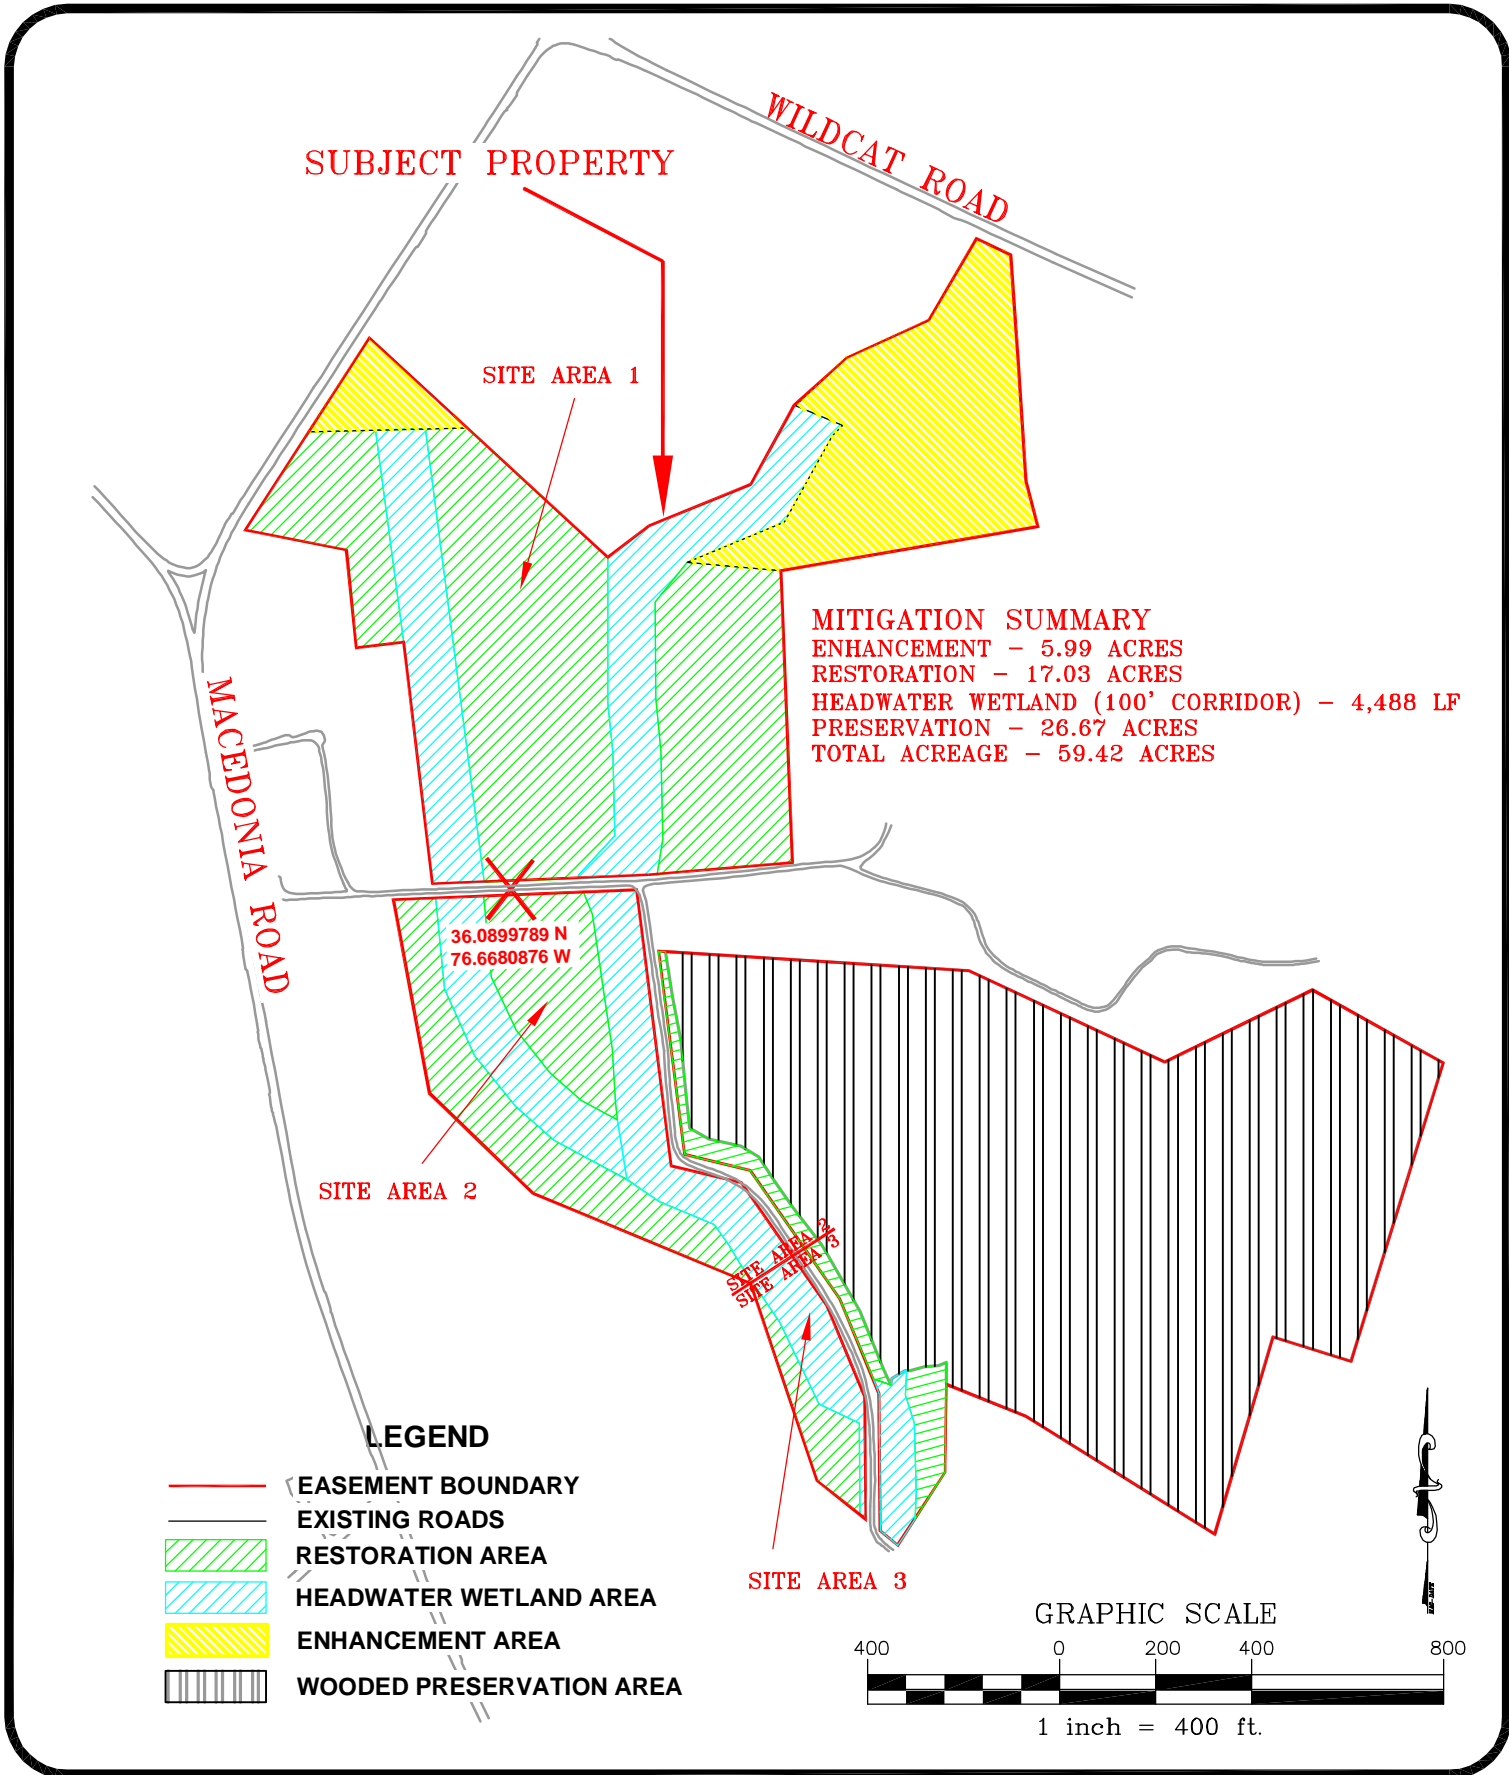 WILDCAT ROAD
SUBJECT PROPERTY
SITE AREA 1
MITIGATION SUMMARY
ENHANCEMENT - 5.99 ACRES
RESTORATION - 17.03 ACRES
HEADWATER WETLAND (100' CORRIDOR) - 4,488 LF
PRESERVATION - 26.67 ACRES
TOTAL ACREAGE - 59.42 ACRES
MACEDONIA ROAD
36.0899789 N
76.6680876 W
SITE AREA 2
SITE AREA 2
SITE AREA 3
SITE AREA 3
LEGEND
EASEMENT BOUNDARY
EXISTING ROADS
RESTORATION AREA
HEADWATER WETLAND AREA
ENHANCEMENT AREA
WOODED PRESERVATION AREA
GRAPHIC SCALE
400 0 200 400 800
1 inch = 400 ft.